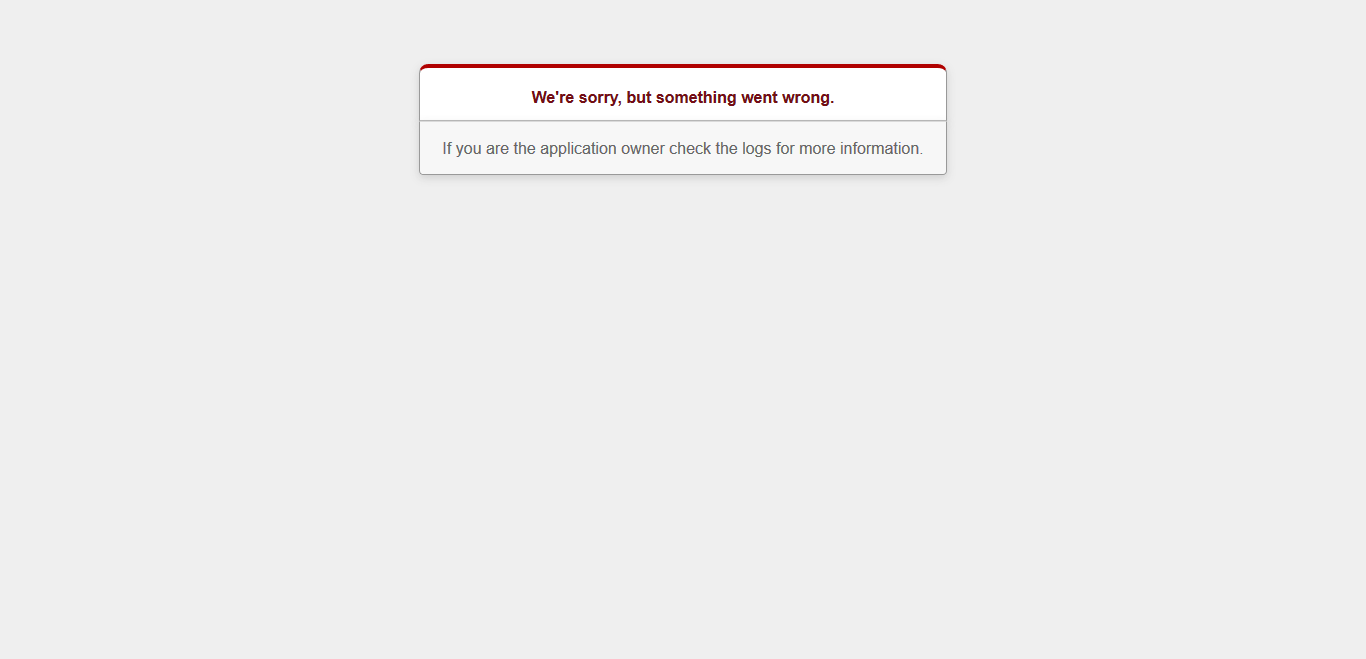 We're sorry, but something went wrong.
If you are the application owner check the logs for more information.